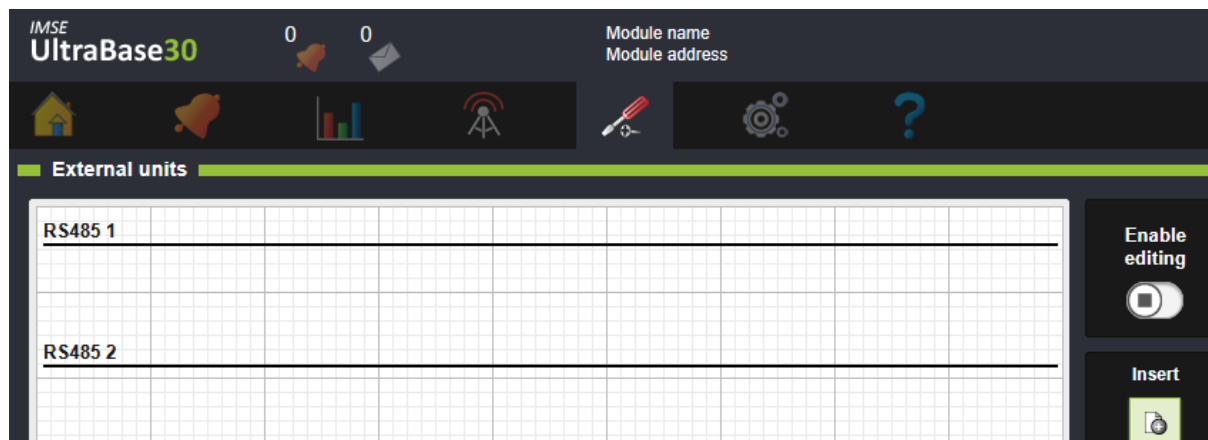 IMSE
UltraBase30
0
0
Module name
Module address
External units
RS485 1
RS485 2
Enable
editing
Insert